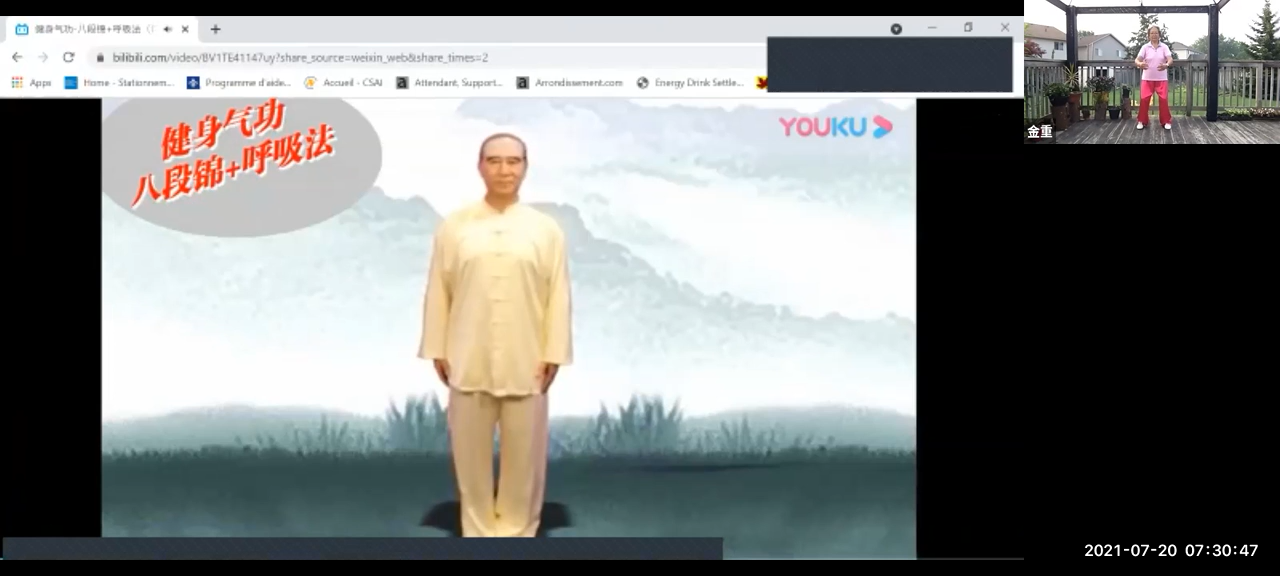 健身气功-八段锦+呼吸法
bilibili.com/video/BV1TE41147uy?share_source=weixin_web&share_times=2
Apps
Home - Stationnem...
Programme d'aide...
Accueil - CSAI
Attendant, Support...
Arrondissement.com
Energy Drink Settle...
健身气功
八段锦+呼吸法
YOUKU
金重
2021-07-20 07:30:47